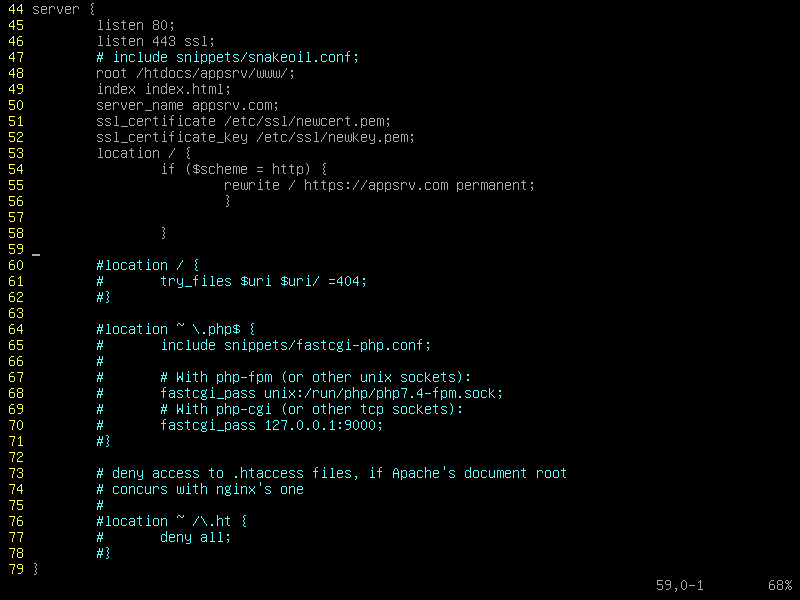 44 server {
45         listen 80;
46         listen 443 ssl;
47         # include snippets/snakeoil.conf;
48         root /htdocs/appsrv/www/;
49         index index.html;
50         server_name appsrv.com;
51         ssl_certificate /etc/ssl/newcert.pem;
52         ssl_certificate_key /etc/ssl/newkey.pem;
53         location / {
54                 if ($scheme = http) {
55                         rewrite / https://appsrv.com permanent;
56                         }
57
58                 }
59 _
60         #location / {
61         #       try_files $uri $uri/ =404;
62         #}
63
64         #location ~ \.php$ {
65         #       include snippets/fastcgi-php.conf;
66         #
67         #       # With php-fpm (or other unix sockets):
68         #       fastcgi_pass unix:/run/php/php7.4-fpm.sock;
69         #       # With php-cgi (or other tcp sockets):
70         #       fastcgi_pass 127.0.0.1:9000;
71         #}
72
73         # deny access to .htaccess files, if Apache's document root
74         # concurs with nginx's one
75         #
76         #location ~ /\.ht {
77         #       deny all;
78         #}
79 }
59,0-1        68%